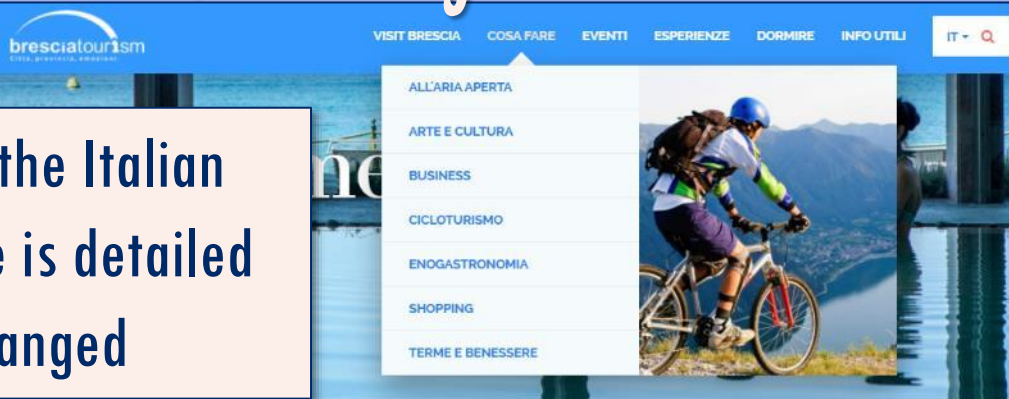 bresciatourism
Città, provincia, emozioni
VISIT BRESCIA COSA FARE EVENTI ESPERIENZE DORMIRE INFO UTILI IT
ALL'ARIA APERTA
ARTE E CULTURA
BUSINESS
CICLOTURISMO
ENOGASTRONOMIA
SHOPPING
TERME E BENESSERE
the Italian
is detailed
anged